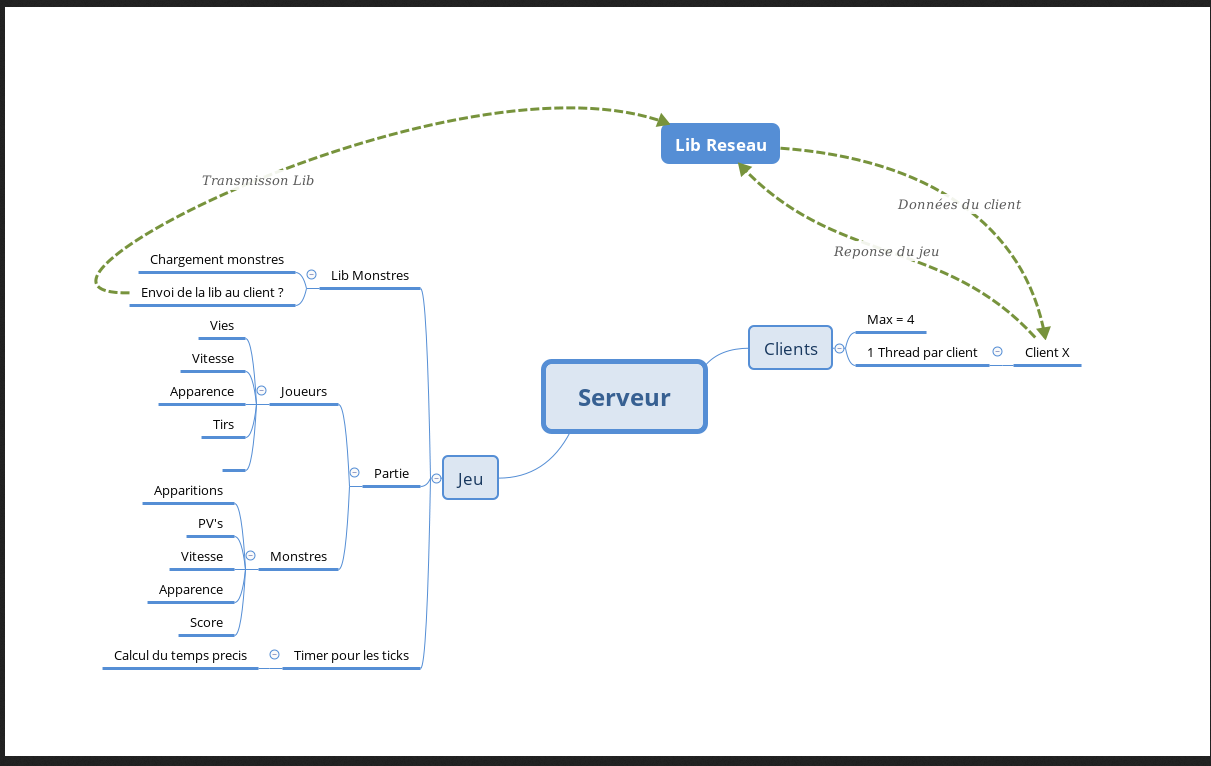 Lib Reseau
Transmisson Lib
Données du client
Reponse du jeu
Chargement monstres
Lib Monstres
Envoi de la lib au client ?
Vies
Vitesse
Apparence
Joueurs
Tirs
Partie
Apparitions
PV's
Vitesse
Monstres
Apparence
Score
Calcul du temps precis
Timer pour les ticks
Jeu
Serveur
Clients
Max = 4
1 Thread par client
Client X